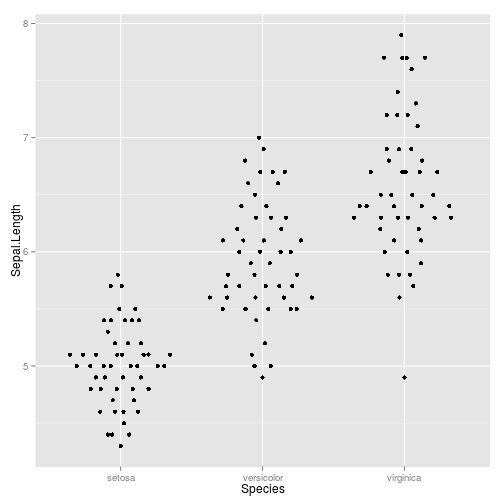 8
7
6
5
Sepal.Length
setosa
versicolor
virginica
Species